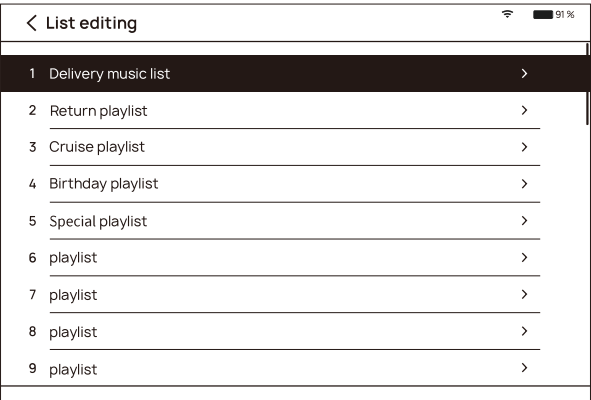 List editing
91 %
1 Delivery music list
2 Return playlist
3 Cruise playlist
4 Birthday playlist
5 Special playlist
6 playlist
7 playlist
8 playlist
9 playlist